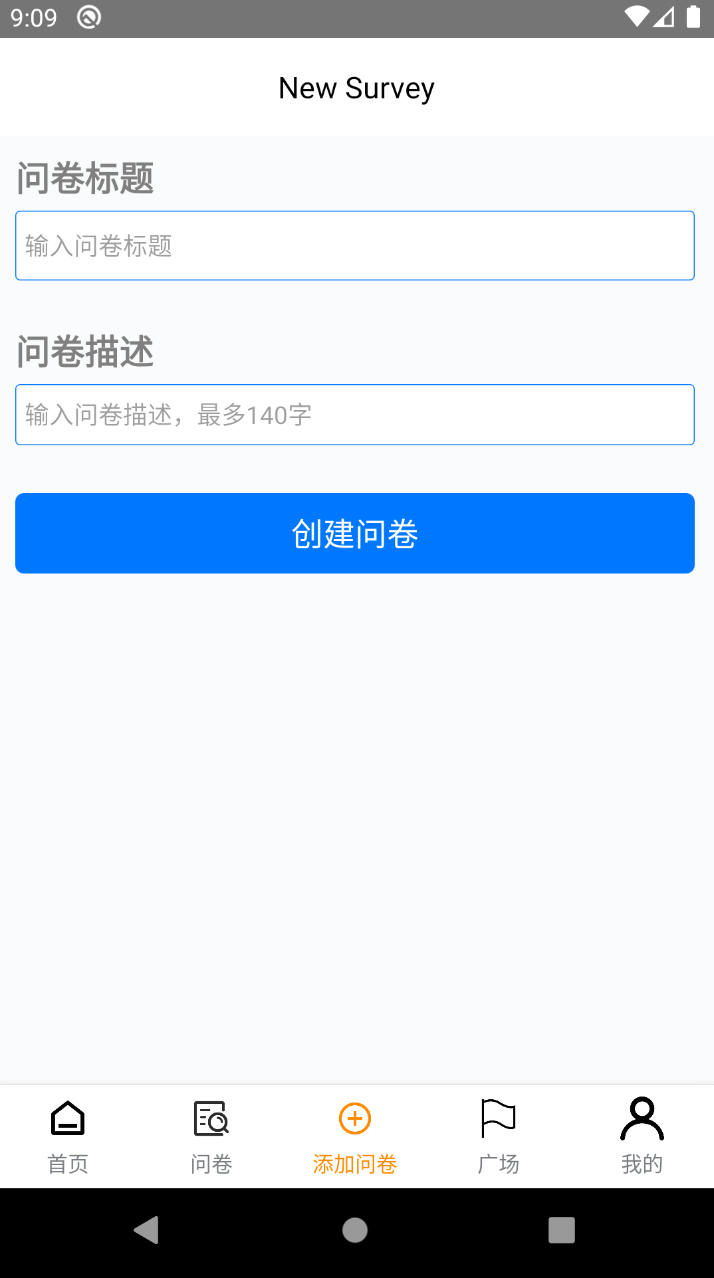 9:09
New Survey
问卷标题
输入问卷标题
问卷描述
输入问卷描述，最多140字
创建问卷
首页
问卷
添加问卷
广场
我的